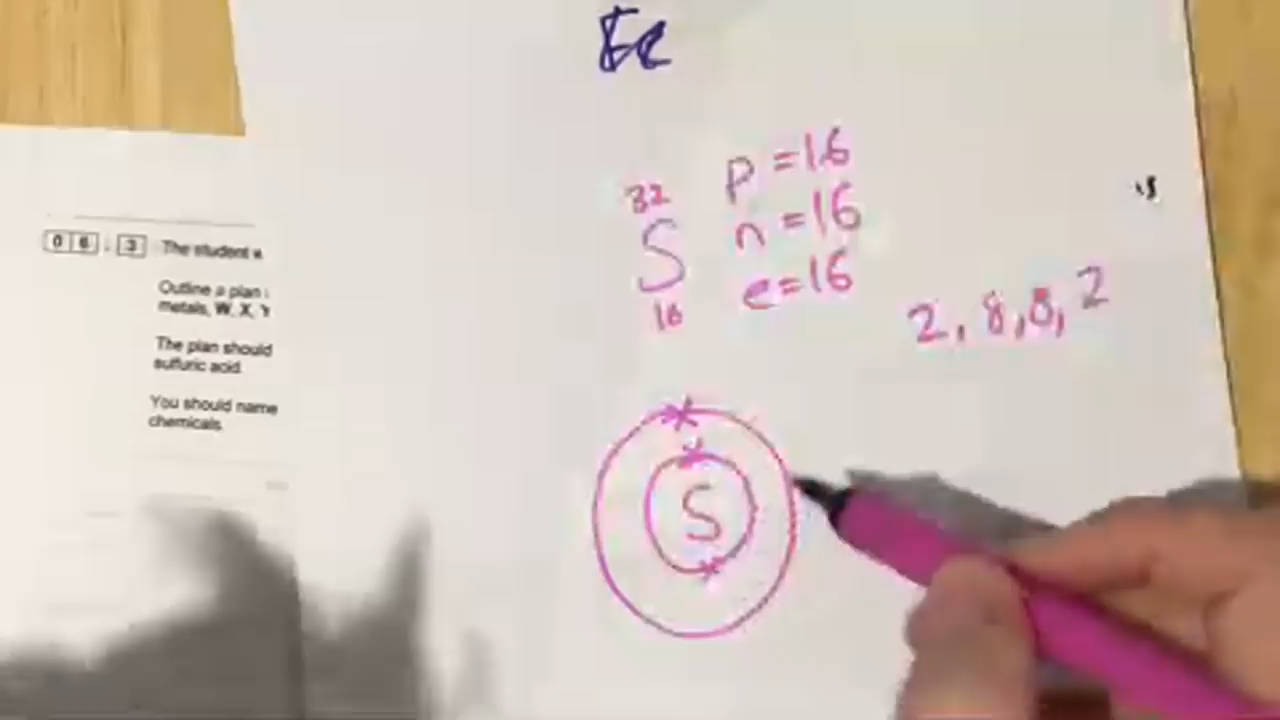 0 6 . 3 The student
Outline a plan
metals, W, X, Y
The plan should
sulfuric acid
You should name
chemicals
32
S
16
p = 16
n = 16
e = 16
2, 8, 8, 2
S